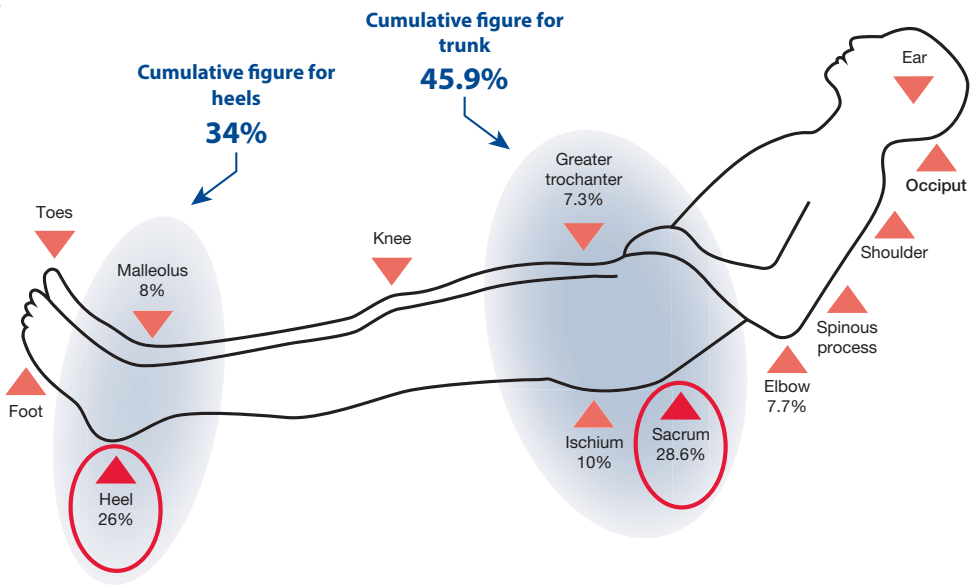 Cumulative figure for
trunk
45.9%
Cumulative figure for
heels
34%
Ear
Greater
trochanter
7.3%
Occiput
Toes
Knee
Shoulder
Malleolus
8%
Spinous
process
Elbow
7.7%
Foot
Ischium
10%
Sacrum
28.6%
Heel
26%